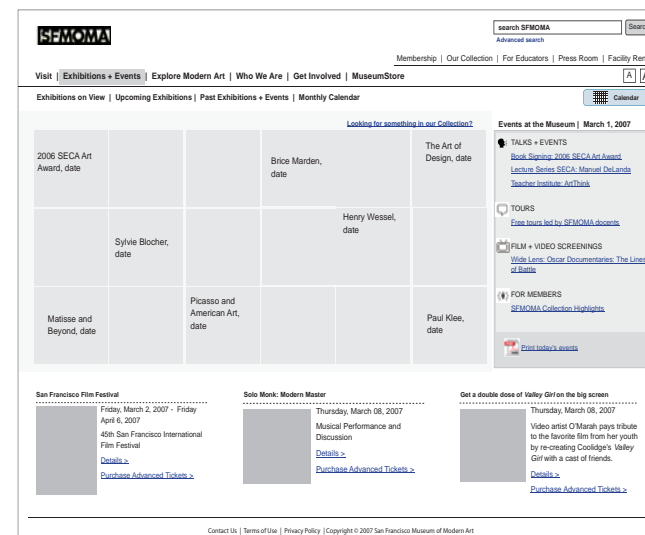 SFMOMA
search SFMOMA
Advanced search
Membership | Our Collection | For Educators | Press Room | Facility
Visit | Exhibitions + Events | Explore Modern Art | Who We Are | Get Involved | MuseumStore
A
Exhibitions on View | Upcoming Exhibitions | Past Exhibitions + Events | Monthly Calendar
Calendar
Looking for something in our Collection?
2006 SECA Art
Award, date
Brice Marden,
date
The Art of
Design, date
Sylvie Blocher,
date
Henry Wessel,
date
Matisse and
Beyond, date
Picasso and
American Art,
date
Paul Klee,
date
Events at the Museum | March 1, 2007
TALKS + EVENTS
Book Signing: 2006 SECA Art Award
Lecture Series SECA: Manuel DeLanda
Teacher Institute: ArtThink
TOURS
Free tours led by SFMOMA docents
FILM + VIDEO SCREENINGS
Wide Lens: Oscar Documentaries: The Lines
of Battle
FOR MEMBERS
SFMOMA Collection Highlights
Print today's events
San Francisco Film Festival
Friday, March 2, 2007 - Friday
April 6, 2007
45th San Francisco International
Film Festival
Details >
Purchase Advanced Tickets >
Solo Monk: Modern Master
Thursday, March 08, 2007
Musical Performance and
Discussion
Details >
Purchase Advanced Tickets >
Get a double dose of Valley Girl on the big screen
Thursday, March 08, 2007
Video artist O'Marah pays tribute
to the favorite film from her youth
by re-creating Coolidge's Valley
Girl with a cast of friends.
Details >
Purchase Advanced Tickets >
Contact Us | Terms of Use | Privacy Policy | Copyright © 2007 San Francisco Museum of Modern Art